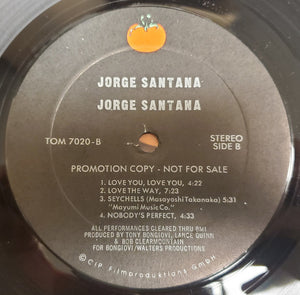 JORGE SANTANA
JORGE SANTANA
TOM 7020-B
STEREO
SIDE B
PROMOTION COPY - NOT FOR SALE
1. LOVE YOU, LOVE YOU, 4:22
2. LOVE THE WAY, 7:23
3. SEYCHELLS (Masayoshi Takanaka) 5:31
"Mayumi Music Co."
4. NOBODY'S PERFECT, 4:33
ALL PERFORMANCES CLEARED THRU BMI
PRODUCED BY TONY BONGIOVI, LANCE QUINN
& BOB CLEARMOUNTAIN
FOR BONGIOVI/WALTERS PRODUCTIONS
© CIP Filmproduktions GmbH